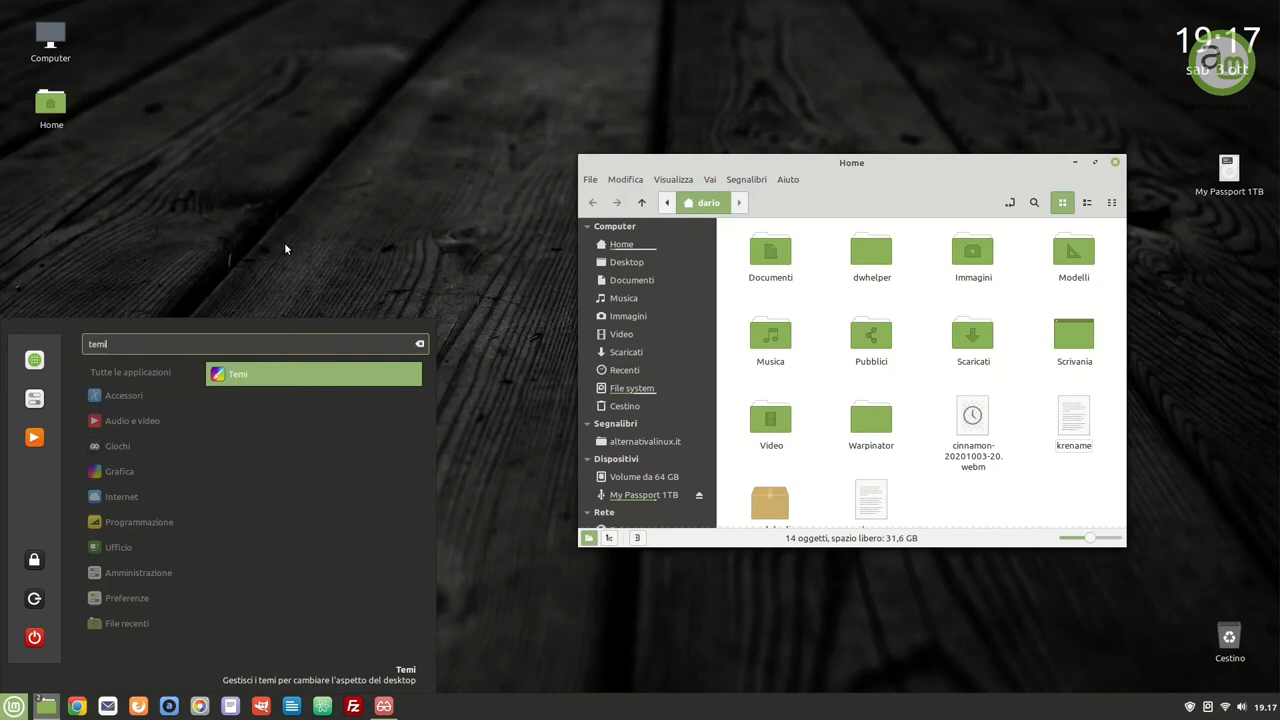 Computer
Home
19:17
sab 3 ott
My Passport 1TB
Home
File Modifica Visualizza Vai Segnalibri Aiuto
dario
Computer
Home
Desktop
Documenti
Musica
Immagini
Video
Scaricati
Recenti
File system
Cestino
Segnalibri
alternativalinux.it
Dispositivi
Volume da 64 GB
My Passport 1TB
Rete
Documenti
dwhelper
Immagini
Modelli
Musica
Pubblici
Scaricati
Scrivania
Video
Warpinator
cinnamon-
20201003-20.
webm
krename
14 oggetti, spazio libero: 31,6 GB
temi
Tutte le applicazioni
Temi
Accessori
Audio e video
Giochi
Grafica
Internet
Programmazione
Ufficio
Amministrazione
Preferenze
File recenti
Temi
Gestisci i temi per cambiare l'aspetto del desktop
Cestino
2
19.17